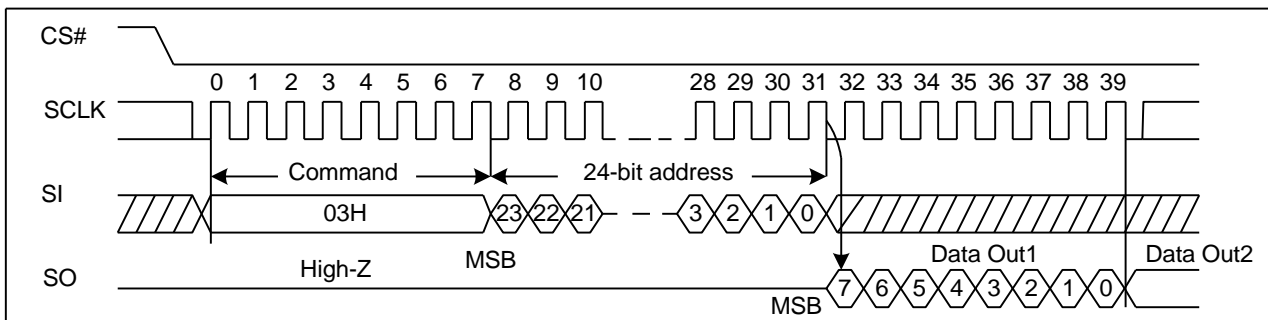 CS#
0 1 2 3 4 5 6 7 8 9 10 28 29 30 31 32 33 34 35 36 37 38 39
SCLK
Command 24-bit address
SI
03H 23 22 21 3 2 1 0
High-Z MSB Data Out1 Data Out2
SO
MSB 7 6 5 4 3 2 1 0